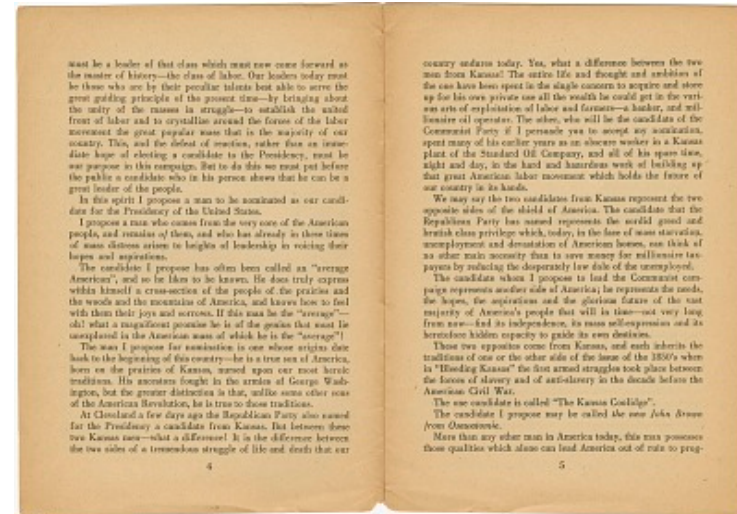 must be a leader of that class which must now come forward as
the master of history—the class of labor. Our leaders today must
be those who are by their peculiar talents best able to serve the
great guiding principle of the present time—by bringing about
the unity of the masses in struggle—to establish the united
front of labor and to crystallize around the forces of the labor
movement the great popular mass that is the majority of our
country. This, and the defeat of reaction, rather than an imme-
diate hope of electing a candidate to the Presidency, must be
our purpose in this campaign. But to do this we must put before
the public a candidate who in his person shows that he can be a
great leader of the people.
In this spirit I propose a man to be nominated as our candi-
date for the Presidency of the United States.
I propose a man who comes from the very core of the American
people, and remains of them, and who has already in these times
of mass distress arisen to heights of leadership in voicing their
hopes and aspirations.
The candidate I propose has often been called an "average
American", and so he likes to be known. He does truly express
within himself a cross-section of the people of the prairies and
the woods and the mountains of America, and knows how to feel
with them their joys and sorrows. If this man be the "average"—
oh! what a magnificent promise he is of the genius that must lie
unexplored in the American mass of which he is the "average"!
The man I propose for nomination is one whose origins date
back to the beginning of this country—he is a true son of America,
born on the prairies of Kansas, nursed upon our most heroic
traditions. His ancestors fought in the armies of George Wash-
ington, but the greater distinction is that, unlike some other sons
of the American Revolution, he is true to those traditions.
At Cleveland a few days ago the Republican Party also named
for the Presidency a candidate from Kansas. But between these
two Kansas men—what a difference! It is the difference between
the two sides of a tremendous struggle of life and death that our
4
country endures today. Yes, what a difference between the two
men from Kansas! The entire life and thought and ambition of
the one have been spent in the single concern to acquire and store
up for his own private use all the wealth he could get in the vari-
ous arts of exploitation of labor and farmers—a banker, and mil-
lionaire oil operator. The other, who will be the candidate of the
Communist Party if I persuade you to accept my nomination,
spent many of his earlier years as an obscure worker in a Kansas
plant of the Standard Oil Company, and all of his spare time,
night and day, in the hard and hazardous work of building up
that great American labor movement which holds the future of
our country in its hands.
We may say the two candidates from Kansas represent the two
opposite sides of the shield of America. The candidate that the
Republican Party has named represents the sordid greed and
brutish class privilege which, today, in the face of mass starvation,
unemployment and devastation of American homes, can think of
no other main necessity than to save money for millionaire tax-
payers by reducing the desperately low dole of the unemployed.
The candidate whom I propose to lead the Communist cam-
paign represents another side of America; he represents the needs,
the hopes, the aspirations and the glorious future of the vast
majority of America's people that will in time—not very long
from now—find its independence, its mass self-expression and its
heretofore hidden capacity to guide its own destinies.
These two opposites come from Kansas, and each inherits the
traditions of one or the other side of the issue of the 1850's when
in "Bleeding Kansas" the first armed struggles took place between
the forces of slavery and of anti-slavery in the decade before the
American Civil War.
The one candidate is called "The Kansas Coolidge".
The candidate I propose may be called the new John Brown
from Osawatomie.
More than any other man in America today, this man possesses
those qualities which alone can lead America out of ruin to prog-
5